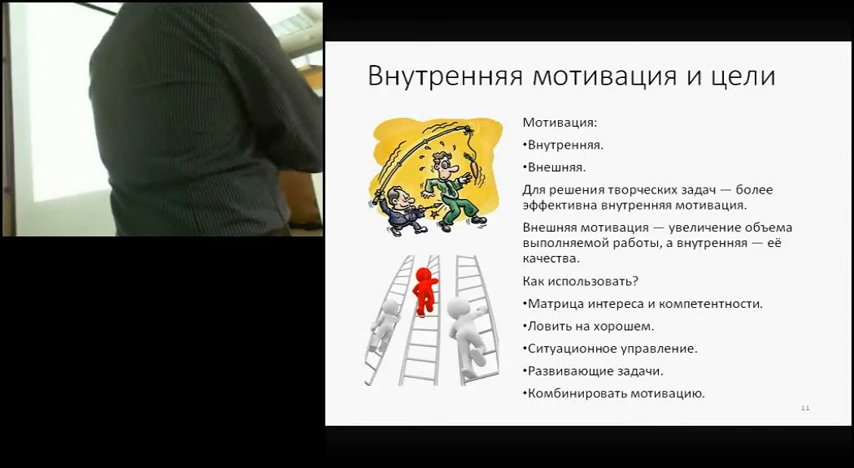 Внутренняя мотивация и цели
Мотивация:
•Внутренняя.
•Внешняя.
Для решения творческих задач — более
эффективна внутренняя мотивация.
Внешняя мотивация — увеличение объема
выполняемой работы, а внутренняя — её
качества.
Как использовать?
•Матрица интереса и компетентности.
•Ловить на хорошем.
•Ситуационное управление.
•Развивающие задачи.
•Комбинировать мотивацию.
11